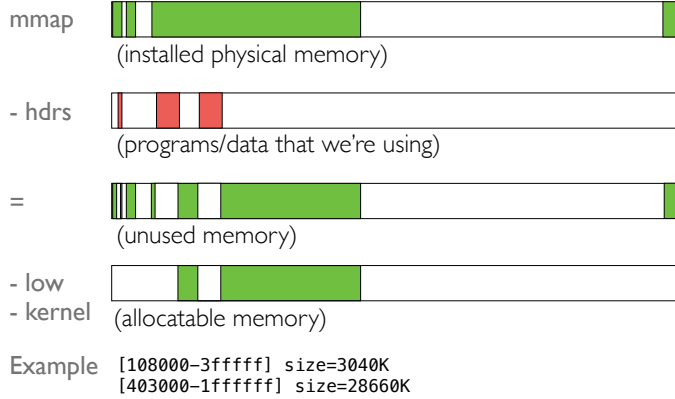 mmap
(installed physical memory)
- hdrs
(programs/data that we're using)
=
(unused memory)
- low
- kernel
(allocatable memory)
Example [108000-3fffff] size=3040K
[403000-1ffffff] size=28660K